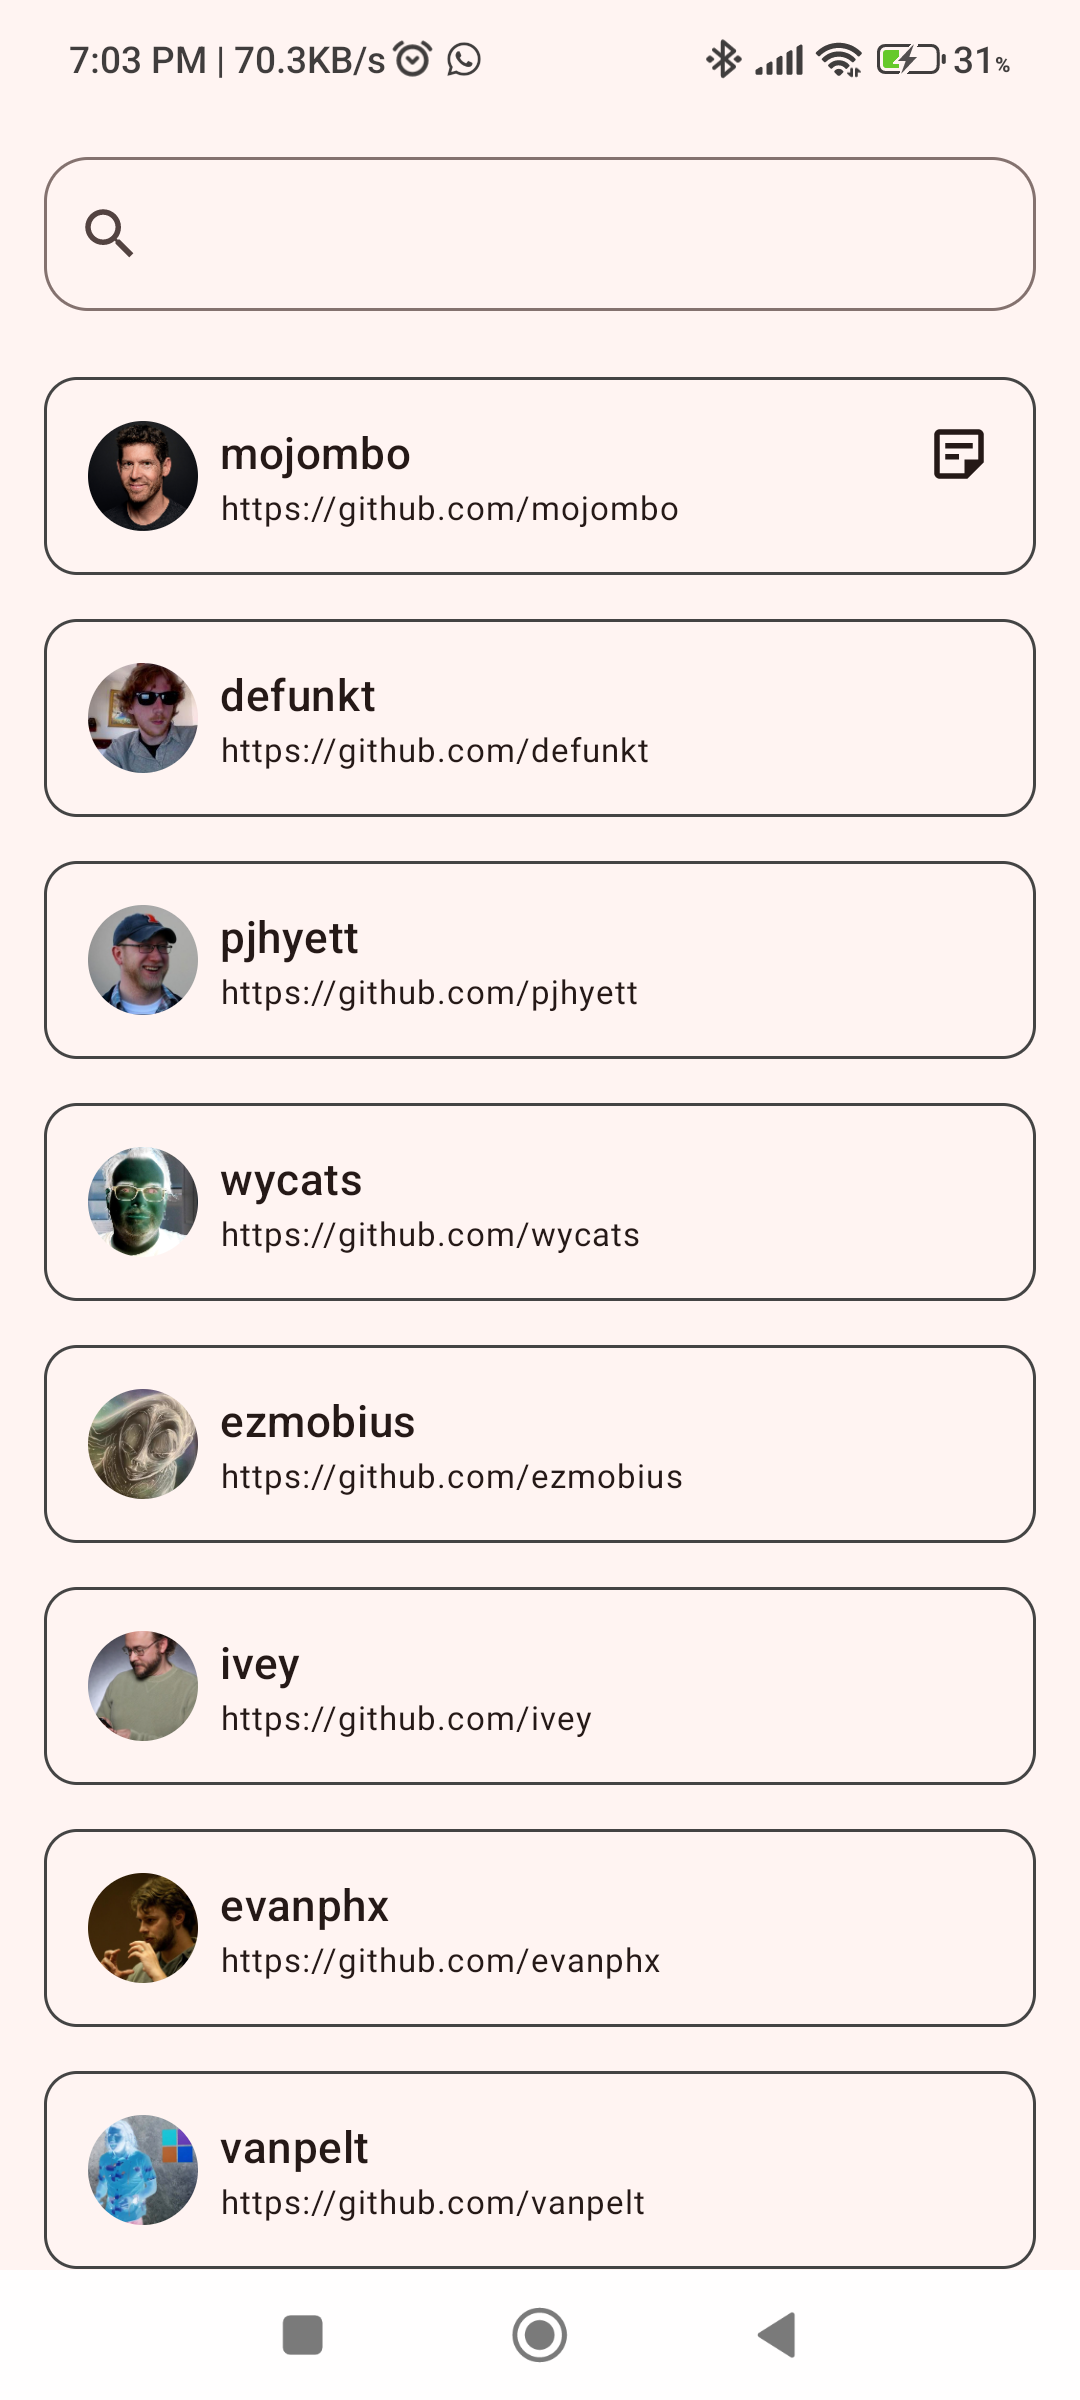 7:03 PM | 70.3KB/s 31%
mojombo
https://github.com/mojombo
defunkt
https://github.com/defunkt
pjhyett
https://github.com/pjhyett
wycats
https://github.com/wycats
ezmobius
https://github.com/ezmobius
ivey
https://github.com/ivey
evanphx
https://github.com/evanphx
vanpelt
https://github.com/vanpelt